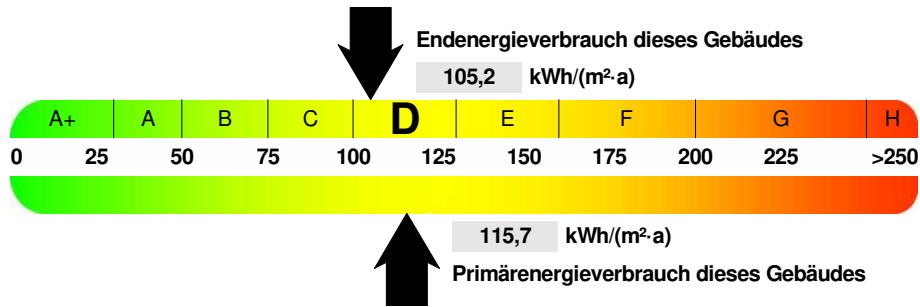 Endenergieverbrauch dieses Gebäudes
105,2 kWh/(m²·a)
A+ A B C D E F G H
0 25 50 75 100 125 150 175 200 225 >250
115,7 kWh/(m²·a)
Primärenergieverbrauch dieses Gebäudes